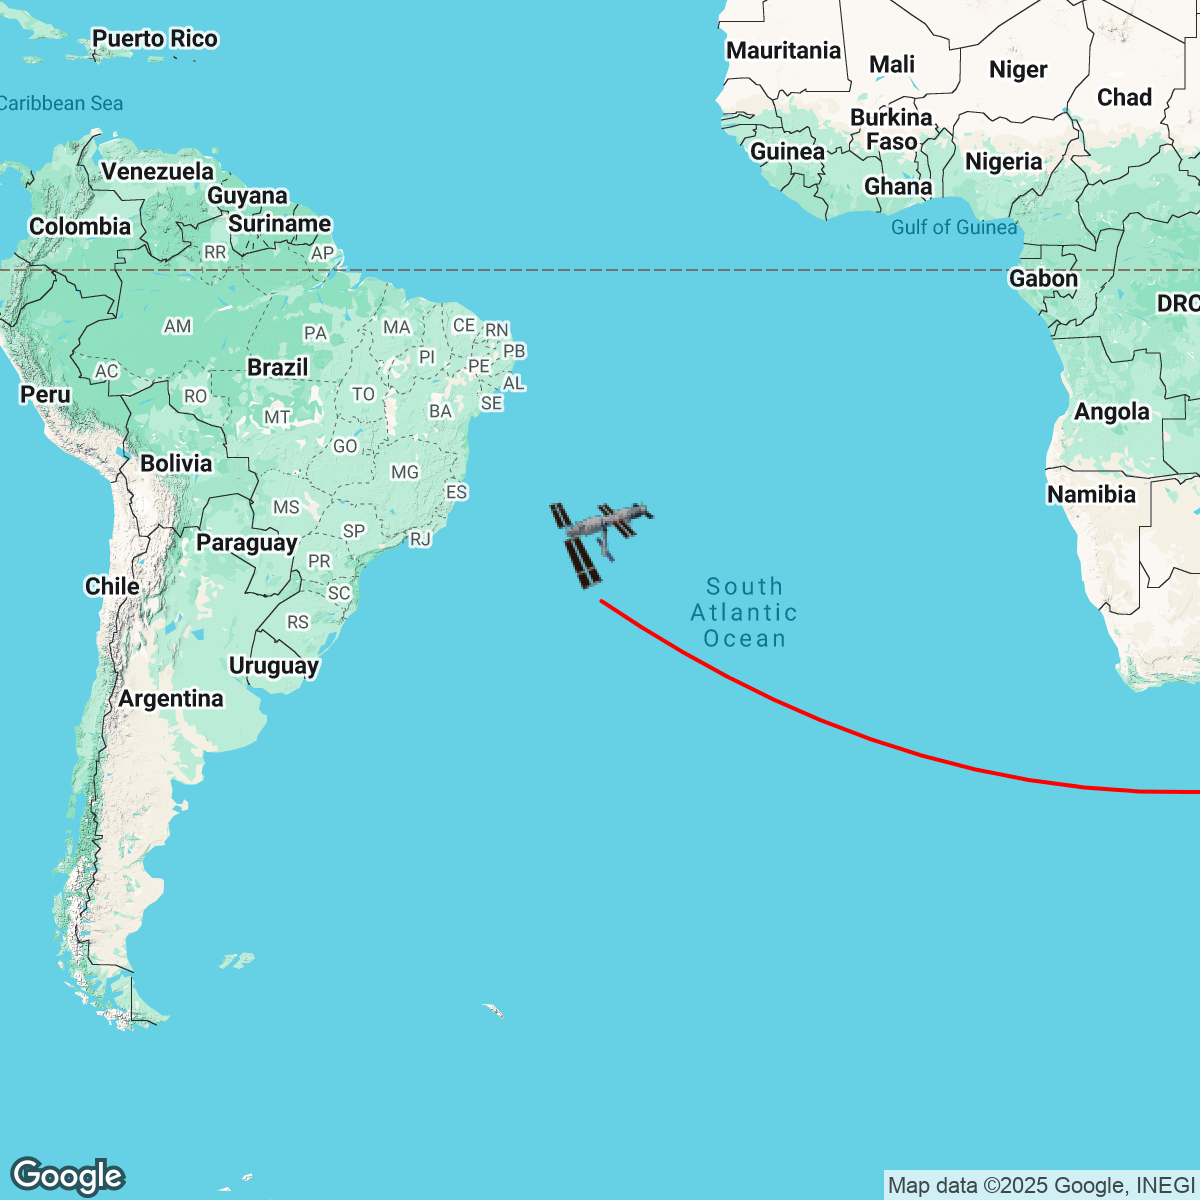 Puerto Rico
Caribbean Sea
Mauritania
Mali
Niger
Chad
Burkina
Faso
Guinea
Nigeria
Venezuela
Guyana
Ghana
Colombia
Suriname
Gulf of Guinea
RR
AP
Gabon
DRC
AM
PA
MA
CE
RN
PI
PB
Brazil
PE
AC
AL
Peru
RO
TO
SE
MT
BA
Angola
GO
Bolivia
MG
ES
Namibia
MS
SP
RJ
Paraguay
PR
Chile
SC
South
Atlantic
Ocean
RS
Uruguay
Argentina
Google
Map data ©2025 Google, INEGI